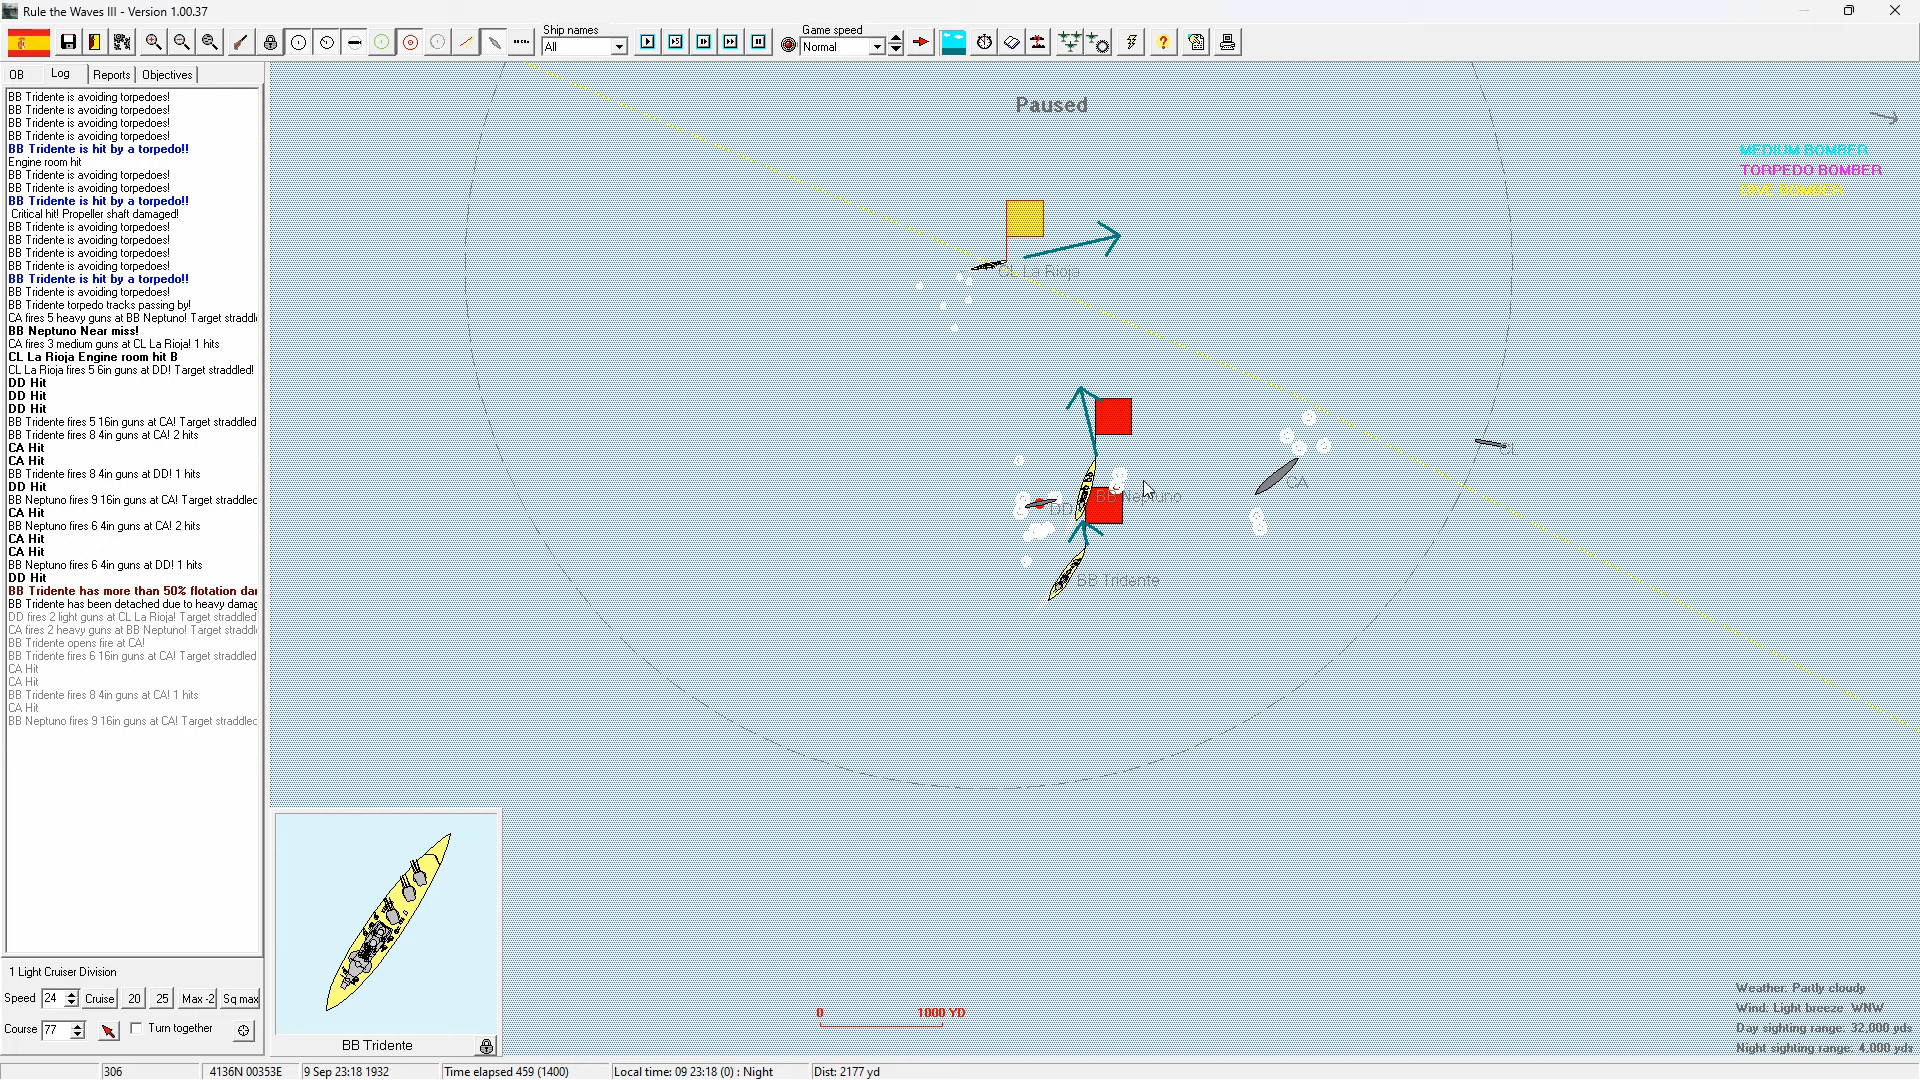 Rule the Waves III - Version 1.00.37
Ship names
All
Game speed
Normal
OB
Log
Reports
Objectives
BB Tridente is avoiding torpedoes!
BB Tridente is avoiding torpedoes!
BB Tridente is avoiding torpedoes!
BB Tridente is avoiding torpedoes!
BB Tridente is hit by a torpedo!!
Engine room hit
BB Tridente is avoiding torpedoes!
BB Tridente is avoiding torpedoes!
BB Tridente is hit by a torpedo!!
Critical hit! Propeller shaft damaged!
BB Tridente is avoiding torpedoes!
BB Tridente is avoiding torpedoes!
BB Tridente is avoiding torpedoes!
BB Tridente is avoiding torpedoes!
BB Tridente is hit by a torpedo!!
BB Tridente is avoiding torpedoes!
BB Tridente torpedo tracks passing by!
CA fires 5 heavy guns at BB Neptuno! Target straddl
BB Neptuno Near miss!
CA fires 3 medium guns at CL La Rioja! 1 hits
CL La Rioja Engine room hit B
CL La Rioja fires 5 6in guns at DD! Target straddled!
DD Hit
DD Hit
DD Hit
BB Tridente fires 5 16in guns at CA! Target straddled
BB Tridente fires 8 4in guns at CA! 2 hits
CA Hit
CA Hit
BB Tridente fires 8 4in guns at DD! 1 hits
DD Hit
BB Neptuno fires 9 16in guns at CA! Target straddled
CA Hit
BB Neptuno fires 6 4in guns at CA! 2 hits
CA Hit
CA Hit
BB Neptuno fires 6 4in guns at DD! 1 hits
DD Hit
BB Tridente has more than 50% flotation da
BB Tridente has been detached due to heavy damag
DD fires 2 light guns at CL La Rioja! Target straddled
CA fires 2 heavy guns at BB Neptuno! Target straddl
BB Tridente opens fire at CA!
BB Tridente fires 6 16in guns at CA! Target straddled
CA Hit
CA Hit
BB Tridente fires 8 4in guns at CA! 1 hits
CA Hit
BB Neptuno fires 9 16in guns at CA! Target straddled
Paused
MEDIUM BOMBER
TORPEDO BOMBER
DIVE BOMBER
CL La Rioja
CL
CA
BB Neptuno
DD
BB Tridente
1 Light Cruiser Division
Speed 24 Cruise 20 25 Max -2 Sq max
Course 77 Turn together
BB Tridente
0 1000 YD
Weather: Partly cloudy
Wind: Light breeze WNW
Day sighting range: 32,000 yds
Night sighting range: 4,000 yds
306 4136N 00353E 9 Sep 23:18 1932 Time elapsed 459 (1400) Local time: 09 23:18 (0) : Night Dist: 2177 yd